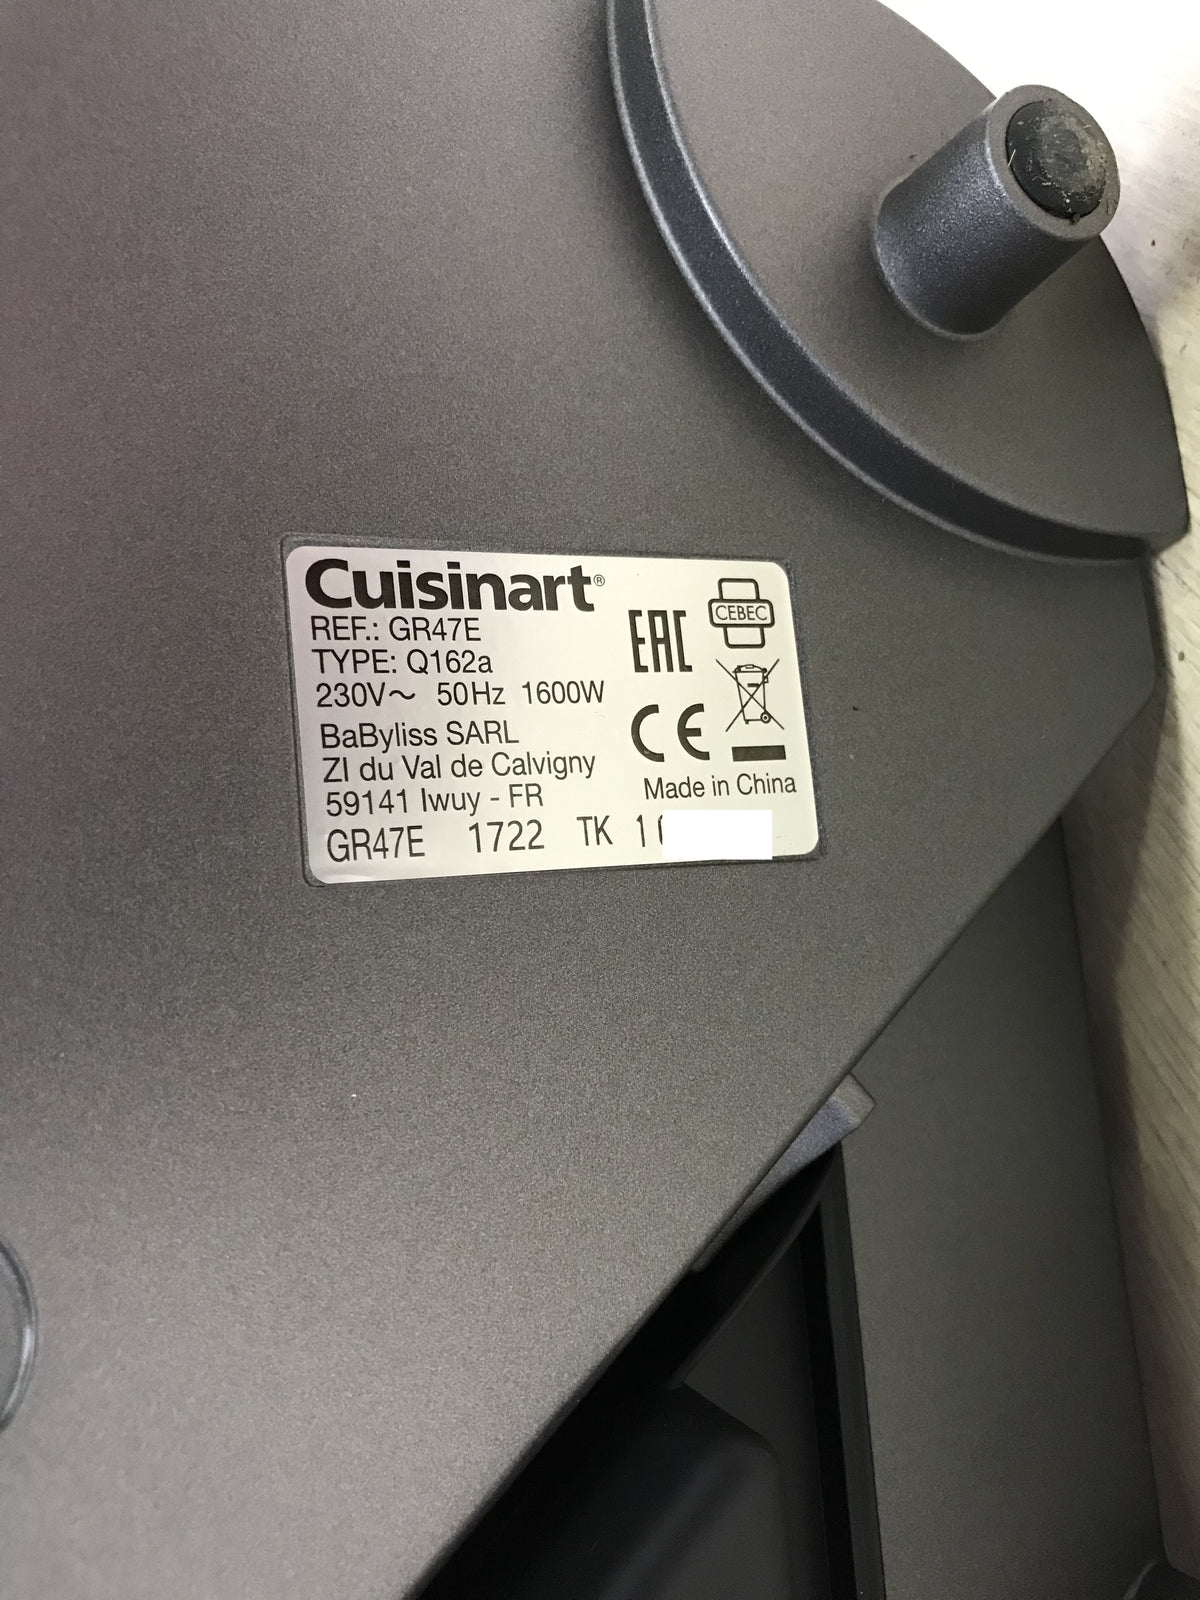 Cuisinart®
REF.: GR47E
TYPE: Q162a
230V~ 50Hz 1600W
BaByliss SARL
ZI du Val de Calvigny
59141 Iwuy - FR
GR47E 1722 TK 1
EAC
CEBEC
CE
Made in China